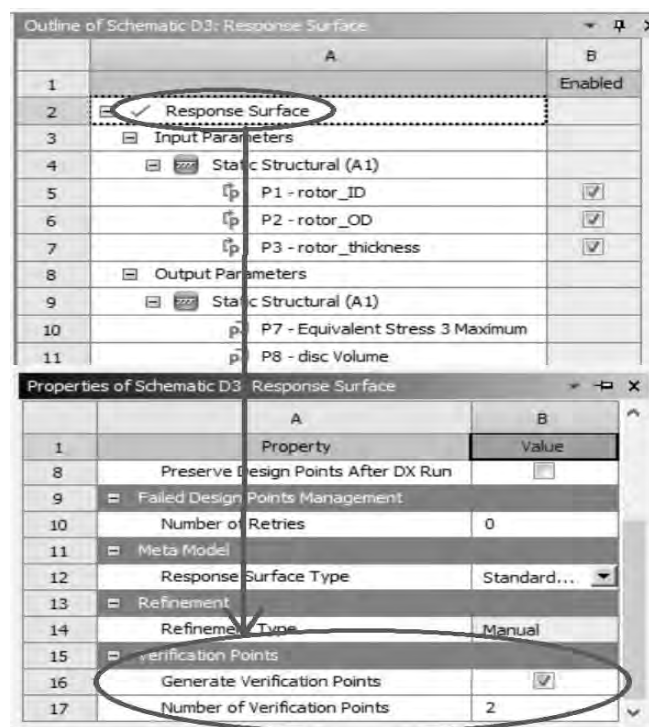 Outline of Schematic D3: Response Surface
A B
1 Enabled
2 Response Surface
3 Input Parameters
4 Static Structural (A1)
5 P1 - rotor_ID
6 P2 - rotor_OD
7 P3 - rotor_thickness
8 Output Parameters
9 Static Structural (A1)
10 P7 - Equivalent Stress 3 Maximum
11 P8 - disc Volume
Properties of Schematic D3: Response Surface
A B
1 Property Value
8 Preserve Design Points After DX Run
9 Failed Design Points Management
10 Number of Retries 0
11 Meta Model
12 Response Surface Type Standard...
13 Refinement
14 Refinement Type Manual
15 Verification Points
16 Generate Verification Points
17 Number of Verification Points 2